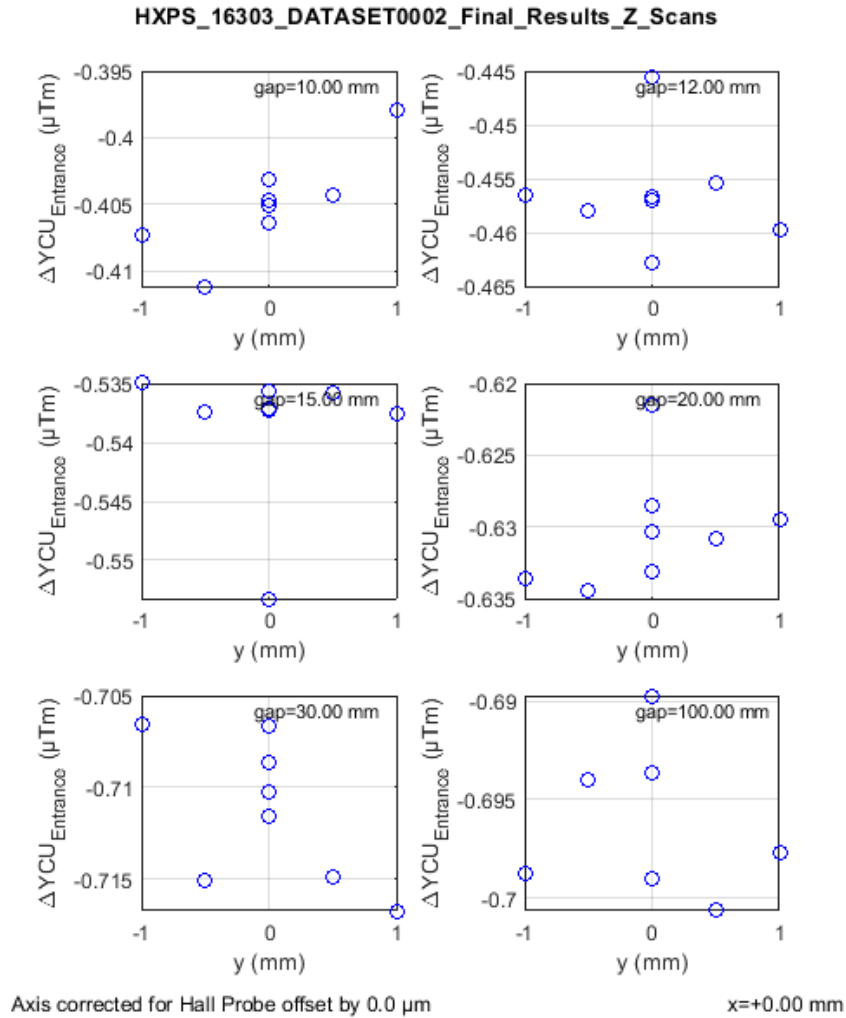 HXPS_16303_DATASET0002_Final_Results_Z_Scans
-0.395
-0.4
-0.405
-0.41
ΔYCU_Entrance (µTm)
gap=10.00 mm
-1 0 1
y (mm)
-0.445
-0.45
-0.455
-0.46
-0.465
ΔYCU_Entrance (µTm)
gap=12.00 mm
-1 0 1
y (mm)
-0.535
-0.54
-0.545
-0.55
ΔYCU_Entrance (µTm)
gap=15.00 mm
-1 0 1
y (mm)
-0.62
-0.625
-0.63
-0.635
ΔYCU_Entrance (µTm)
gap=20.00 mm
-1 0 1
y (mm)
-0.705
-0.71
-0.715
ΔYCU_Entrance (µTm)
gap=30.00 mm
-1 0 1
y (mm)
-0.69
-0.695
-0.7
ΔYCU_Entrance (µTm)
gap=100.00 mm
-1 0 1
y (mm)
Axis corrected for Hall Probe offset by 0.0 µm
x=+0.00 mm